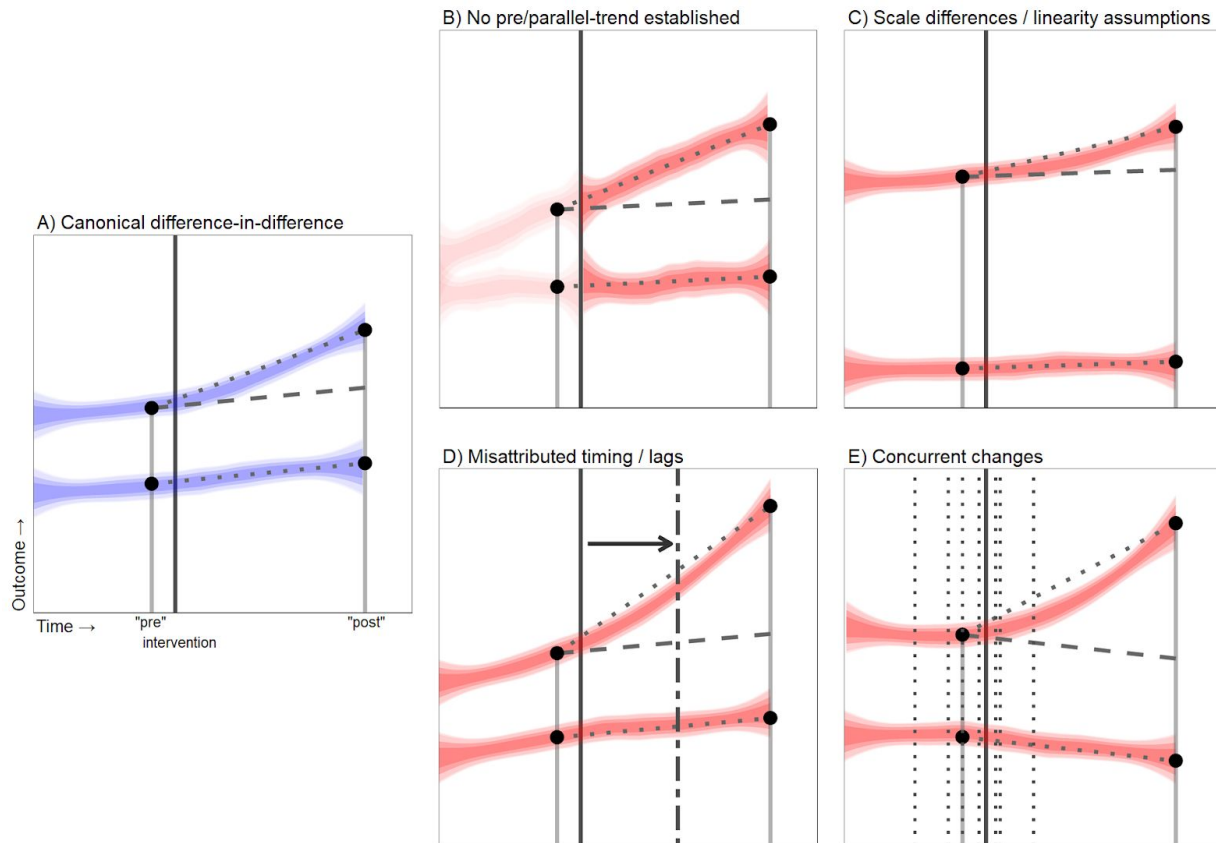 B) No pre/parallel-trend established
C) Scale differences / linearity assumptions
A) Canonical difference-in-difference
Outcome →
Time →
"pre"
"post"
intervention
D) Misattributed timing / lags
E) Concurrent changes